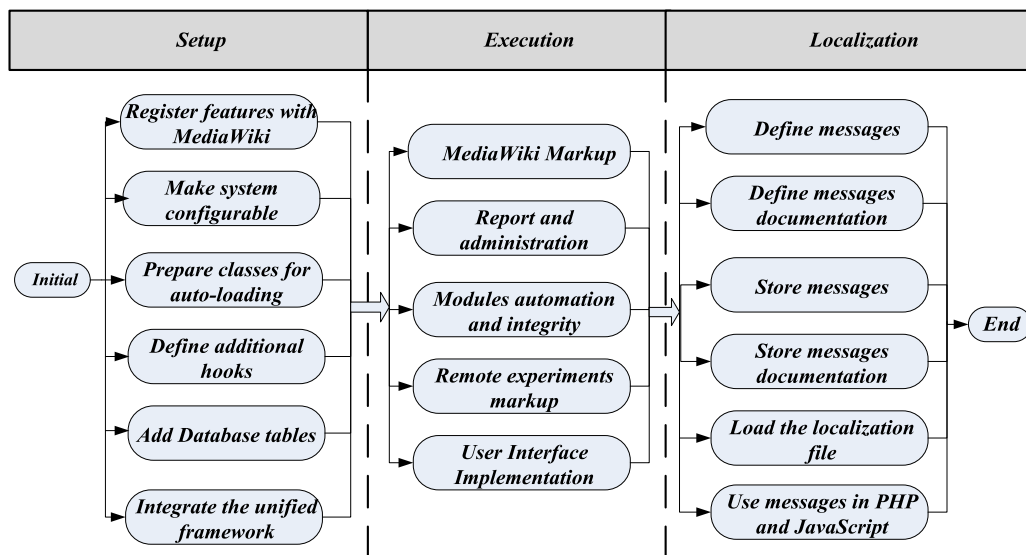 Setup
Execution
Localization
Initial
Register features with
MediaWiki
Make system
configurable
Prepare classes for
auto-loading
Define additional
hooks
Add Database tables
Integrate the unified
framework
MediaWiki Markup
Report and
administration
Modules automation
and integrity
Remote experiments
markup
User Interface
Implementation
Define messages
Define messages
documentation
Store messages
Store messages
documentation
Load the localization
file
Use messages in PHP
and JavaScript
End